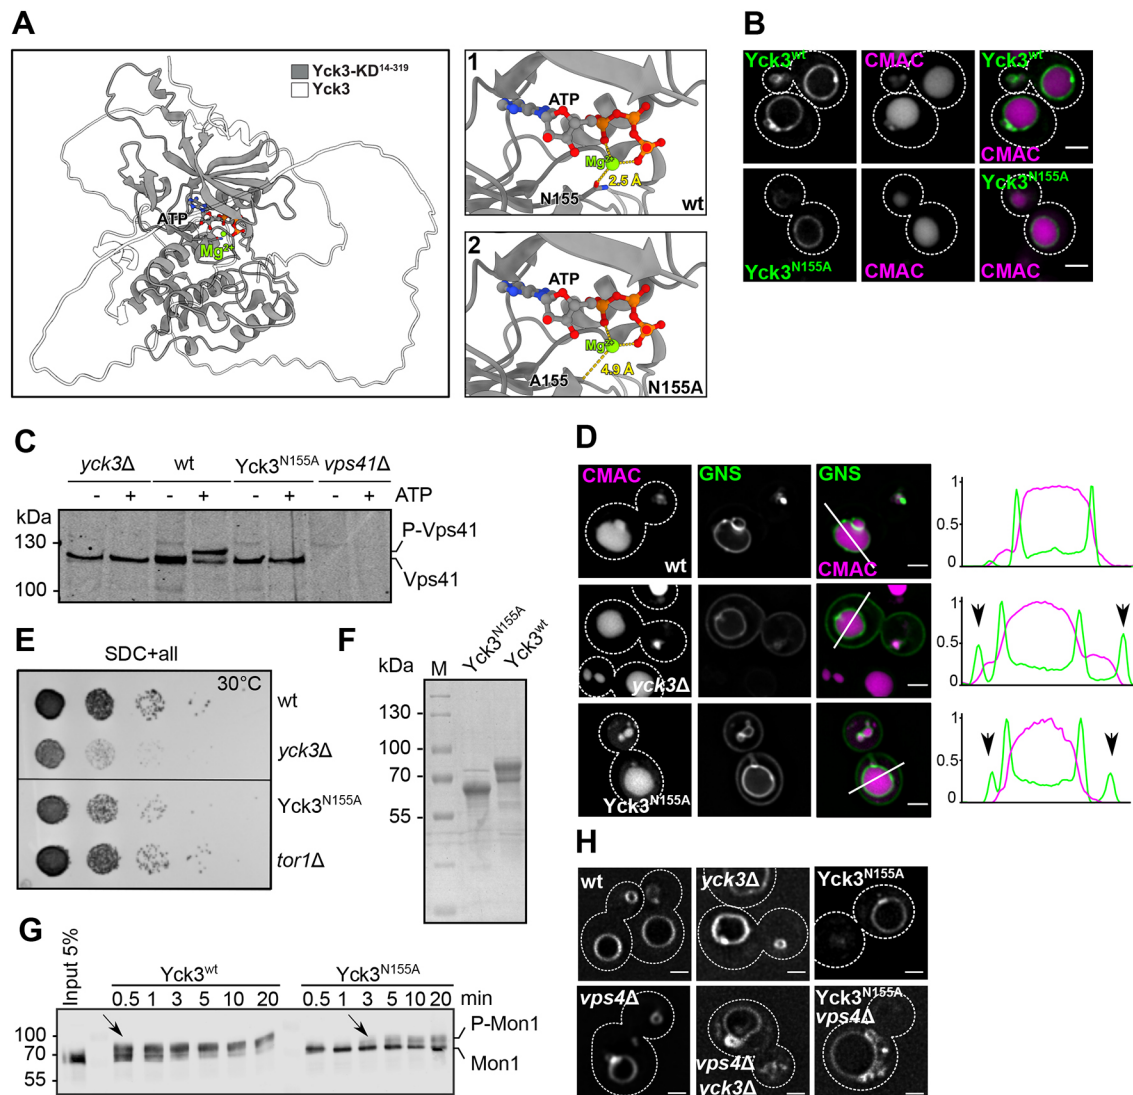 A
Yck3-KD14-319
Yck3
ATP
Mg2+
1
ATP
Mg2+
2.5 Å
N155
wt
2
ATP
Mg2+
4.9 Å
A155
N155A
B
Yck3wt
CMAC
Yck3wt
CMAC
Yck3N155A
Yck3N155A
CMAC
CMAC
C
yck3Δ wt Yck3N155A vps41Δ
- + - + - + - + ATP
kDa
130
100
P-Vps41
Vps41
D
CMAC
GNS
GNS
wt
CMAC
yck3Δ
Yck3N155A
1
0.5
0
1
0.5
0
1
0.5
0
E
SDC+all
30°C
wt
yck3Δ
Yck3N155A
tor1Δ
F
kDa
M
Yck3N155A
Yck3wt
130
100
70
55
G
Input 5%
Yck3wt Yck3N155A
0.5 1 3 5 10 20 0.5 1 3 5 10 20 min
100
70
55
P-Mon1
Mon1
H
wt
yck3Δ
Yck3N155A
vps4Δ
vps4Δ
yck3Δ
Yck3N155A
vps4Δ